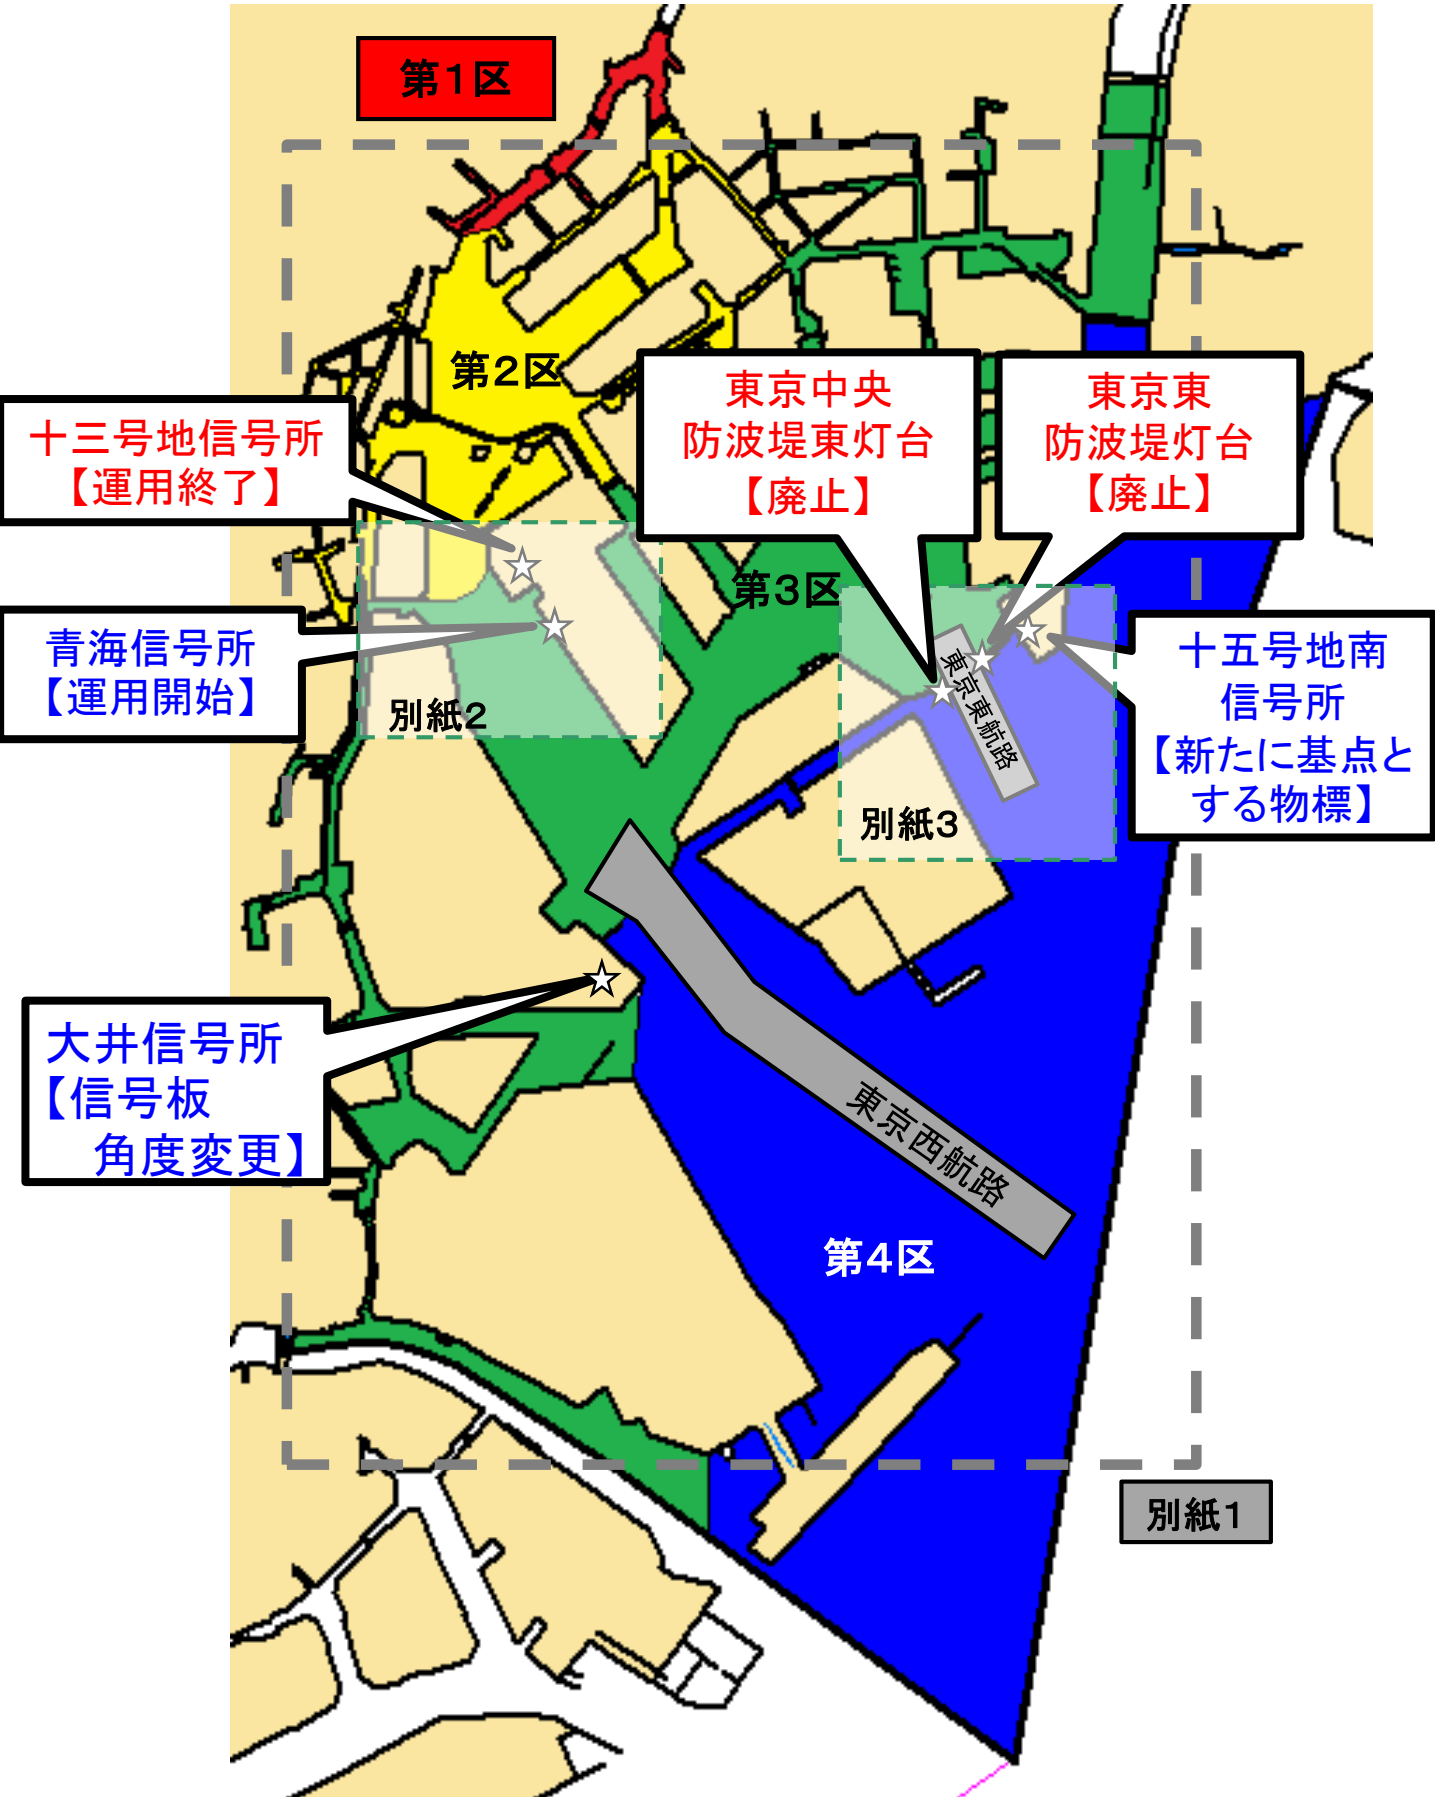 第1区
第2区
十三号地信号所
【運用終了】
東京中央
防波堤東灯台
【廃止】
東京東
防波堤灯台
【廃止】
第3区
青海信号所
【運用開始】
別紙2
東京東航路
十五号地南
信号所
【新たに基点と
する物標】
別紙3
大井信号所
【信号板
角度変更】
東京西航路
第4区
別紙1